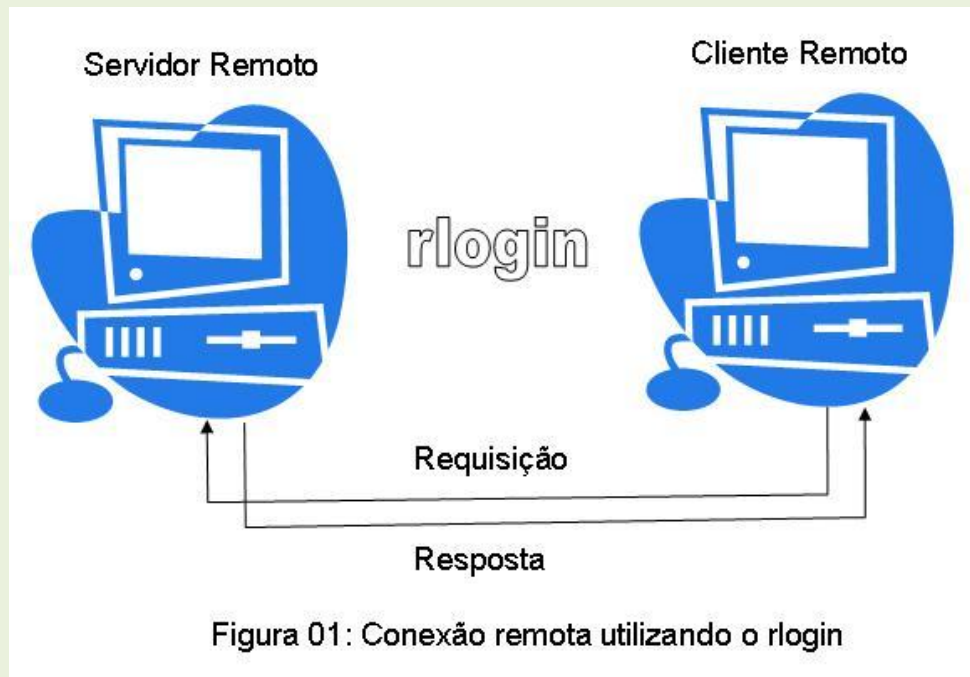 Servidor Remoto
Cliente Remoto
rlogin
Requisição
Resposta
Figura 01: Conexão remota utilizando o rlogin